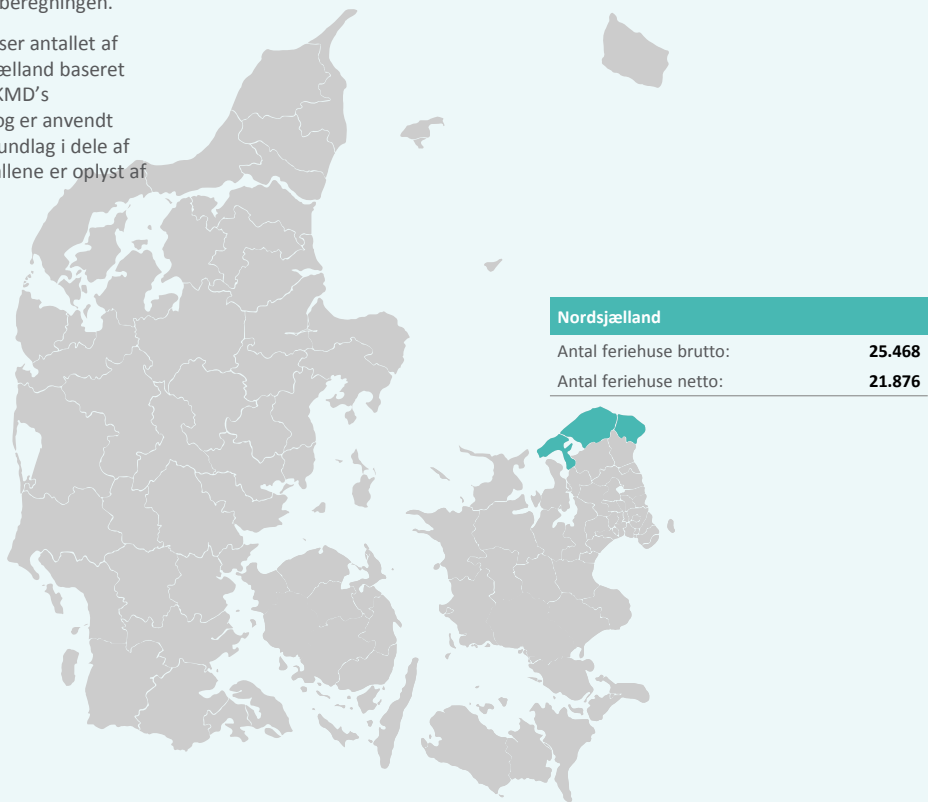 beregningen.
ser antallet af
ælland baseret
KMD's
og er anvendt
undlag i dele af
allene er oplyst af
Nordsjælland
Antal feriehuse brutto: 25.468
Antal feriehuse netto: 21.876